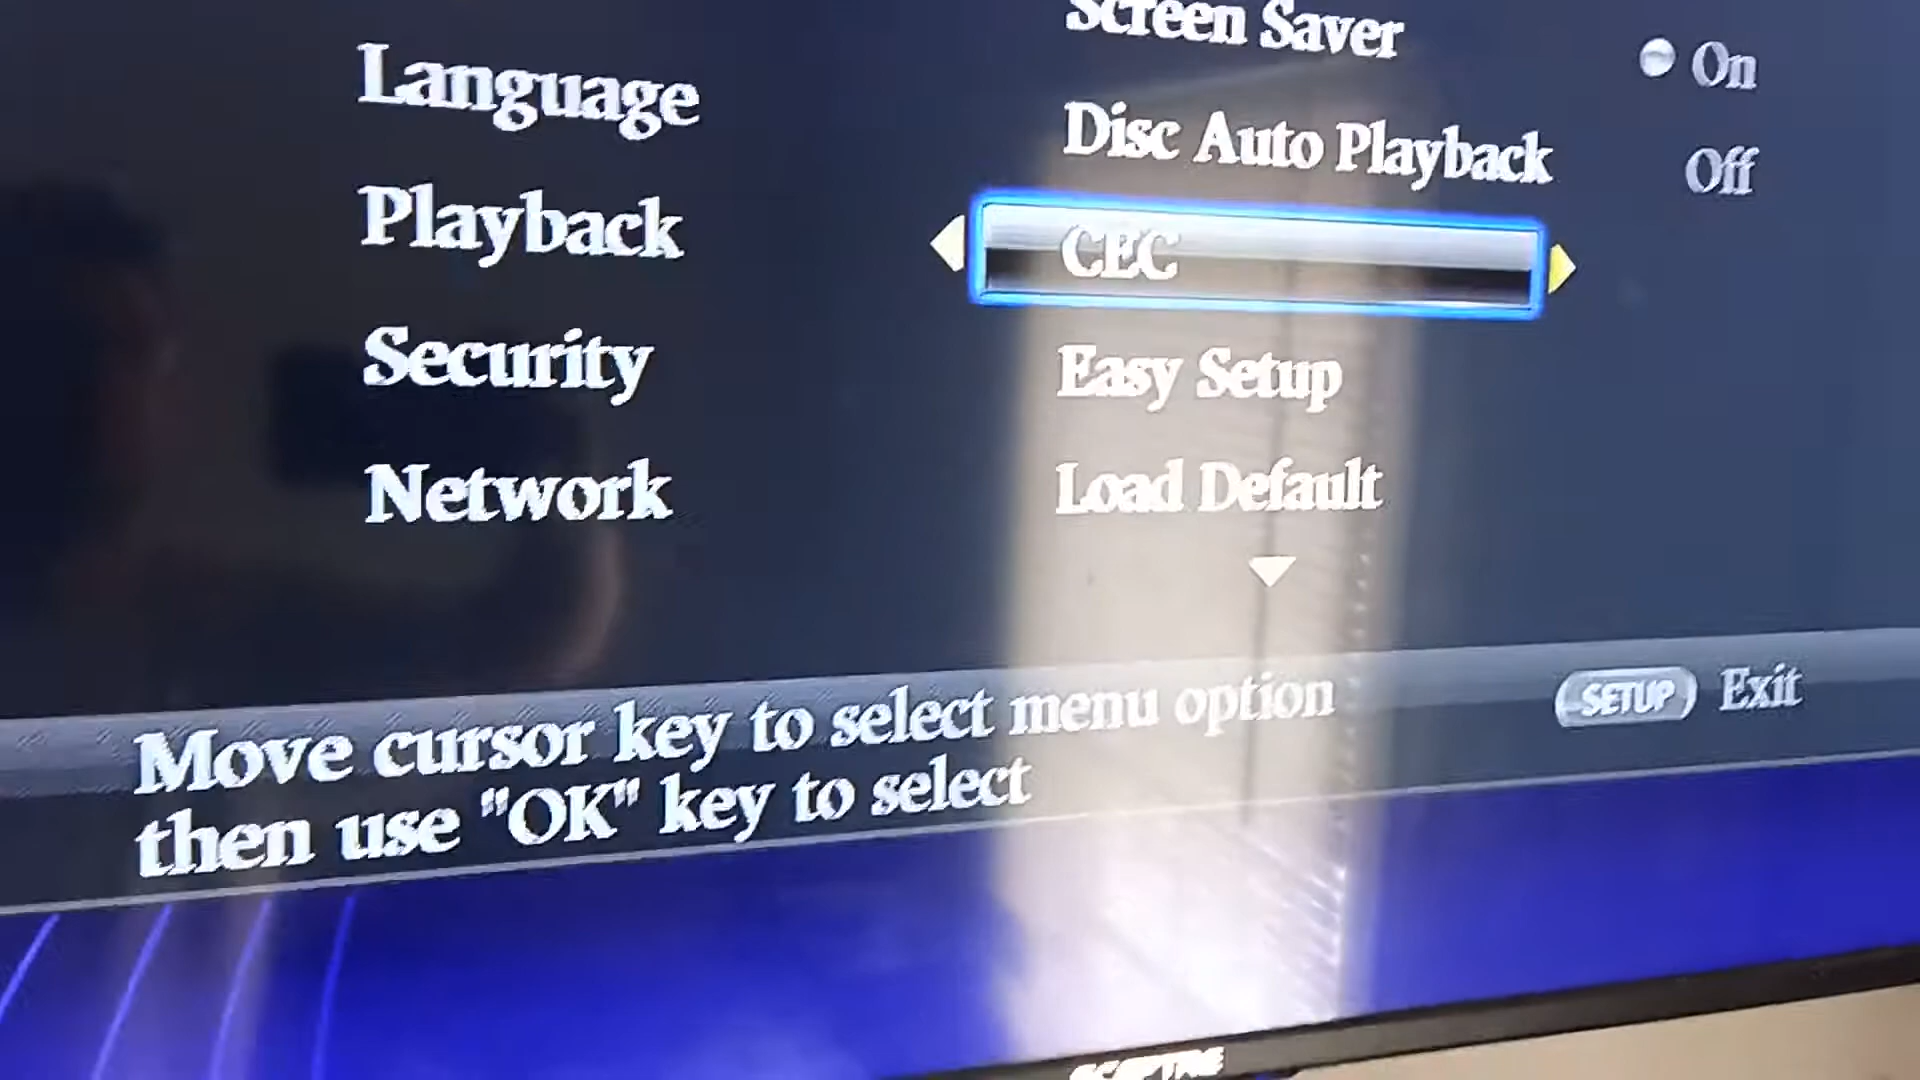 Language
Playback
Security
Network
Screen Saver
Disc Auto Playback
CEC
Easy Setup
Load Default
On
Off
Move cursor key to select menu option
then use "OK" key to select
SETUP Exit
SCEPTRE